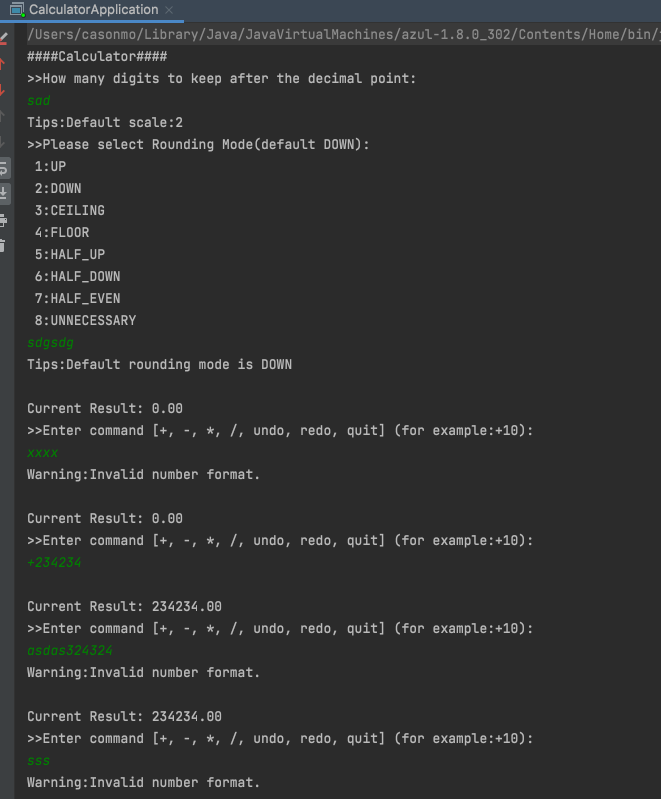 CalculatorApplication
/Users/casonmo/Library/Java/JavaVirtualMachines/azul-1.8.0_302/Contents/Home/bin/
####Calculator####
>>How many digits to keep after the decimal point:
sad
Tips:Default scale:2
>>Please select Rounding Mode(default DOWN):
1:UP
2:DOWN
3:CEILING
4:FLOOR
5:HALF_UP
6:HALF_DOWN
7:HALF_EVEN
8:UNNECESSARY
sdgsdg
Tips:Default rounding mode is DOWN
Current Result: 0.00
>>Enter command [+, -, *, /, undo, redo, quit] (for example:+10):
xxxx
Warning:Invalid number format.
Current Result: 0.00
>>Enter command [+, -, *, /, undo, redo, quit] (for example:+10):
+234234
Current Result: 234234.00
>>Enter command [+, -, *, /, undo, redo, quit] (for example:+10):
asdas324324
Warning:Invalid number format.
Current Result: 234234.00
>>Enter command [+, -, *, /, undo, redo, quit] (for example:+10):
sss
Warning:Invalid number format.